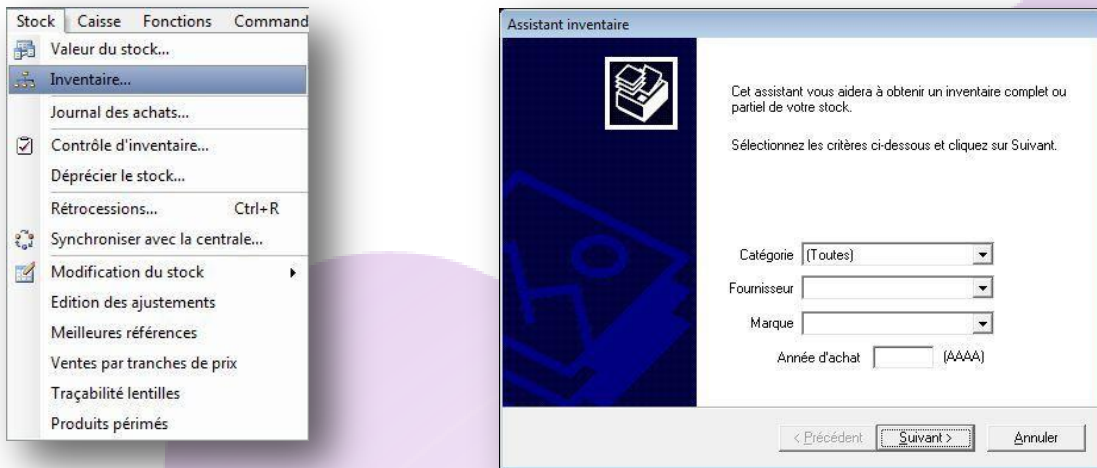 Stock Caisse Fonctions Command
Valeur du stock...
Inventaire...
Journal des achats...
Contrôle d'inventaire...
Déprécier le stock...
Rétrocessions... Ctrl+R
Synchroniser avec la centrale...
Modification du stock
Edition des ajustements
Meilleures références
Ventes par tranches de prix
Traçabilité lentilles
Produits périmés
Assistant inventaire
Cet assistant vous aidera à obtenir un inventaire complet ou
partiel de votre stock.
Sélectionnez les critères ci-dessous et cliquez sur Suivant.
Catégorie (Toutes)
Fournisseur
Marque
Année d'achat (AAAA)
< Précédent Suivant > Annuler